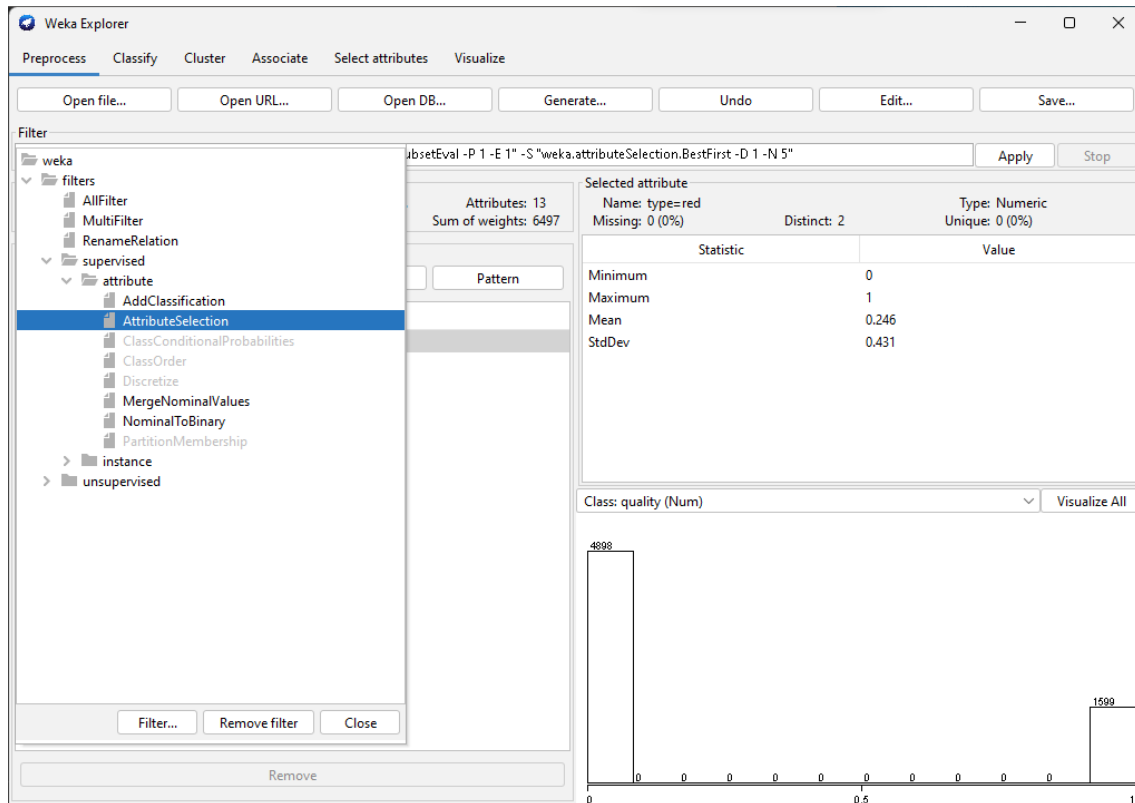 Weka Explorer
Preprocess Classify Cluster Associate Select attributes Visualize
Open file... Open URL... Open DB... Generate... Undo Edit... Save...
Filter
ubsetEval -P 1 -E 1" -S "weka.attributeSelection.BestFirst -D 1 -N 5" Apply Stop
weka
filters
AllFilter
MultiFilter
RenameRelation
supervised
attribute
AddClassification
AttributeSelection
ClassConditionalProbabilities
ClassOrder
Discretize
MergeNominalValues
NominalToBinary
PartitionMembership
instance
unsupervised
Filter... Remove filter Close
Attributes: 13
Sum of weights: 6497
Pattern
Remove
Selected attribute
Name: type=red Type: Numeric
Missing: 0 (0%) Distinct: 2 Unique: 0 (0%)
Statistic Value
Minimum 0
Maximum 1
Mean 0.246
StdDev 0.431
Class: quality (Num) Visualize All
4898
1599
0 0 0 0 0 0 0 0 0 0
0 0.5 1